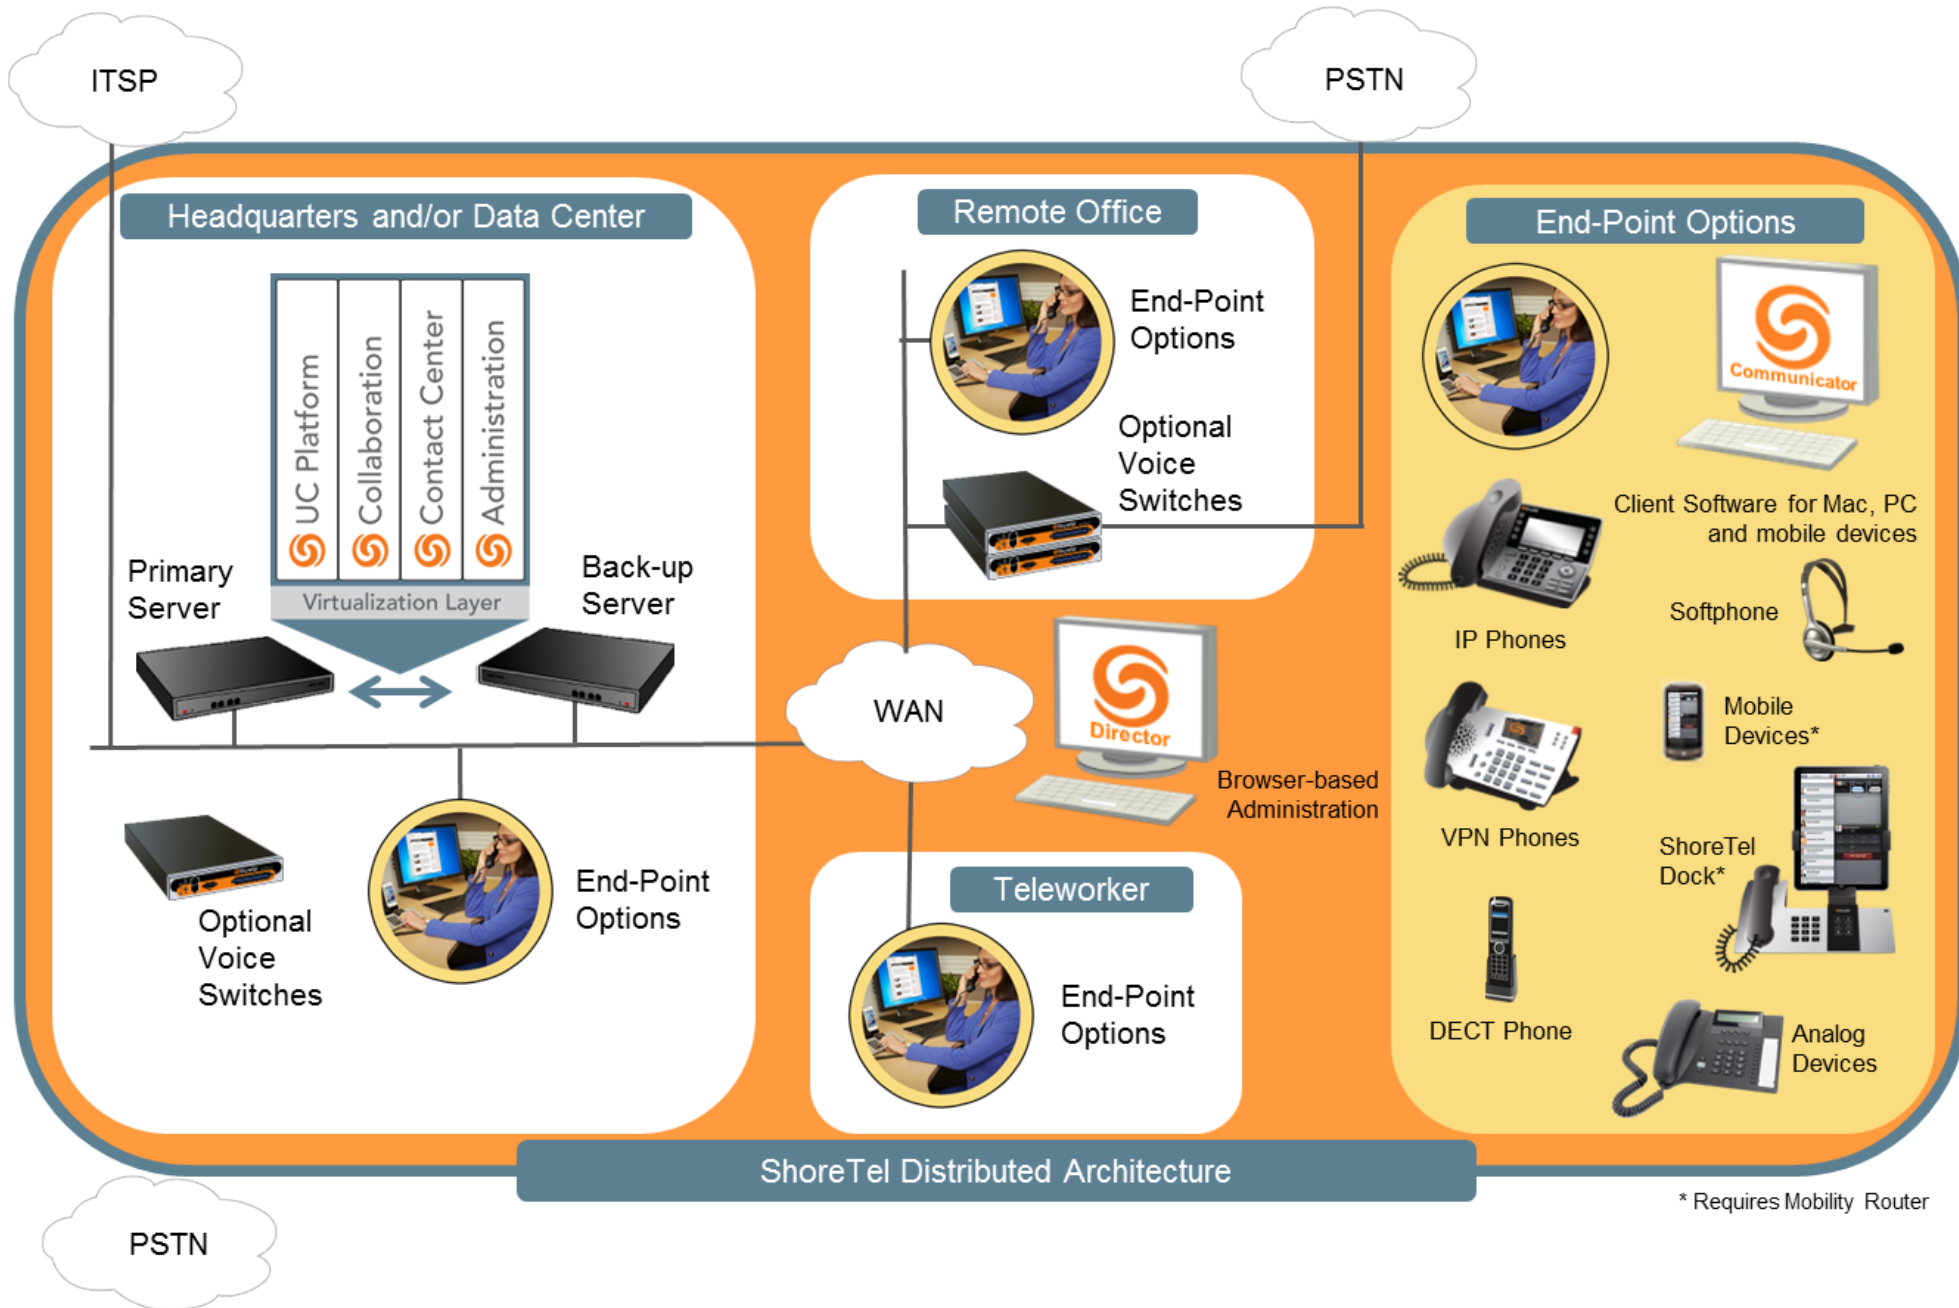 ITSP
PSTN
Headquarters and/or Data Center
UC Platform
Collaboration
Contact Center
Administration
Virtualization Layer
Primary
Server
Back-up
Server
Optional
Voice
Switches
End-Point
Options
Remote Office
End-Point
Options
Optional
Voice
Switches
WAN
Director
Browser-based
Administration
Teleworker
End-Point
Options
End-Point Options
Communicator
Client Software for Mac, PC
and mobile devices
IP Phones
Softphone
Mobile
Devices*
VPN Phones
ShoreTel
Dock*
DECT Phone
Analog
Devices
ShoreTel Distributed Architecture
* Requires Mobility Router
PSTN